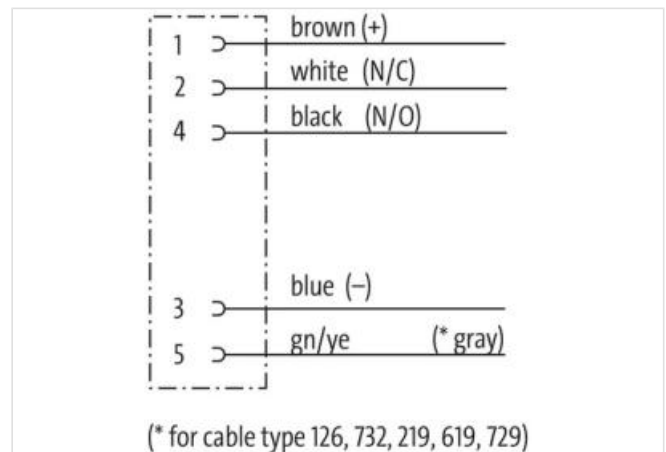 1 brown (+)
2 white (N/C)
4 black (N/O)
3 blue (–)
5 gn/ye (* gray)
(* for cable type 126, 732, 219, 619, 729)